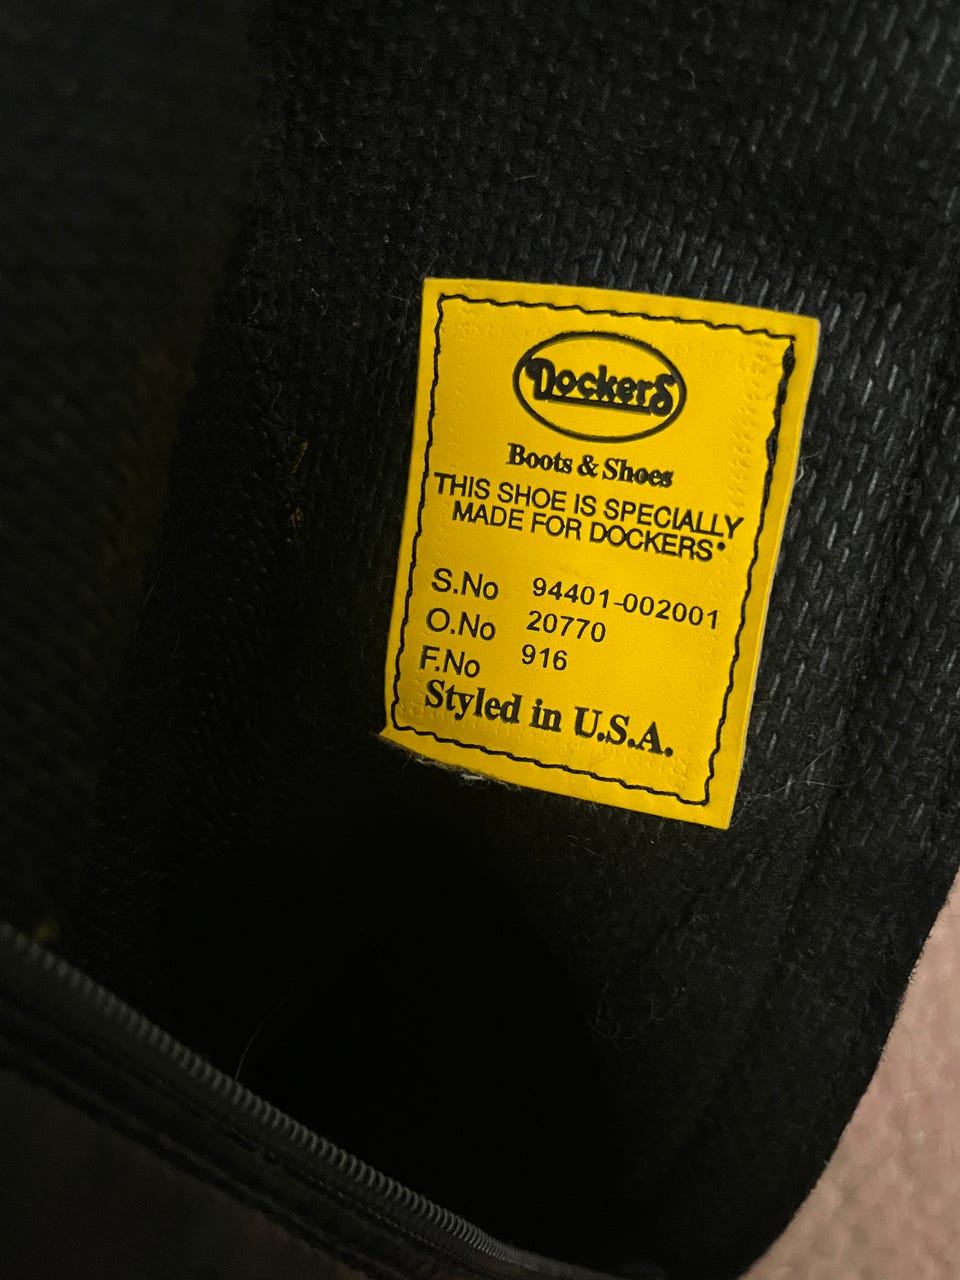 Dockers
Boots & Shoes
THIS SHOE IS SPECIALLY
MADE FOR DOCKERS*
S.No 94401-002001
O.No 20770
F.No 916
Styled in U.S.A.